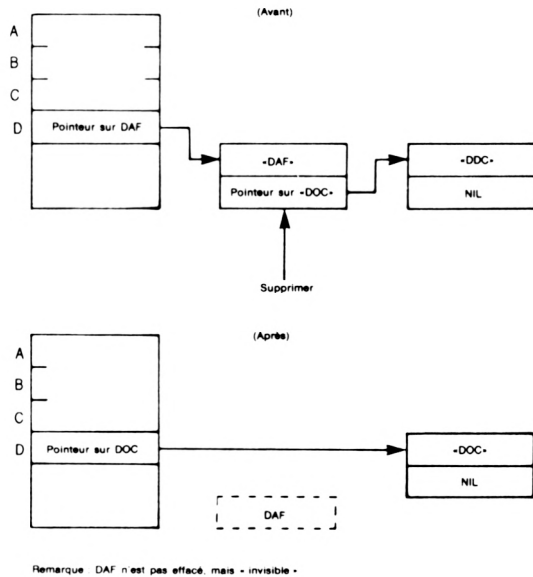 (Avant)
A
B
C
D Pointeur sur DAF
«DAF» «DDC»
Pointeur sur «DOC» NIL
Supprimer
(Après)
A
B
C
D Pointeur sur DOC «DOC»
NIL
DAF
Remarque : DAF n'est pas effacé, mais « invisible »